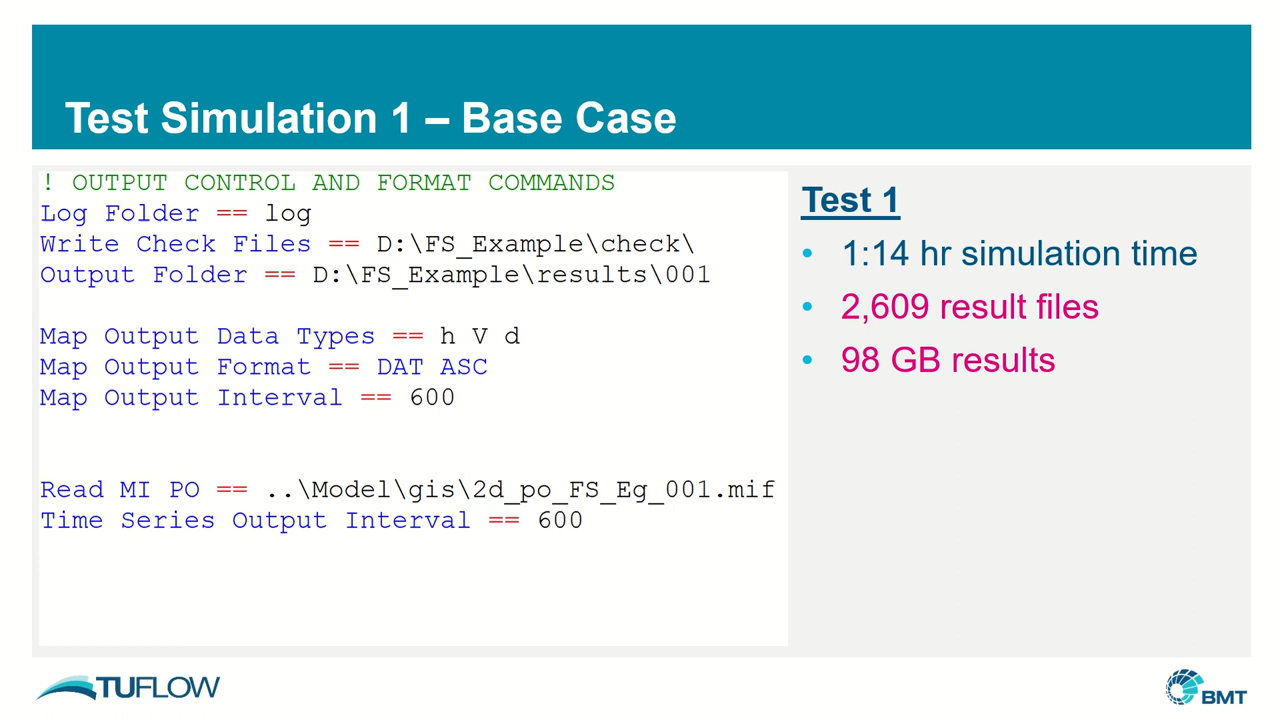 Test Simulation 1 – Base Case
! OUTPUT CONTROL AND FORMAT COMMANDS
Log Folder == log
Write Check Files == D:\FS_Example\check\
Output Folder == D:\FS_Example\results\001
Map Output Data Types == h V d
Map Output Format == DAT ASC
Map Output Interval == 600
Read MI PO == ..\Model\gis\2d_po_FS_Eg_001.mif
Time Series Output Interval == 600
Test 1
• 1:14 hr simulation time
• 2,609 result files
• 98 GB results
TUFLOW
BMT